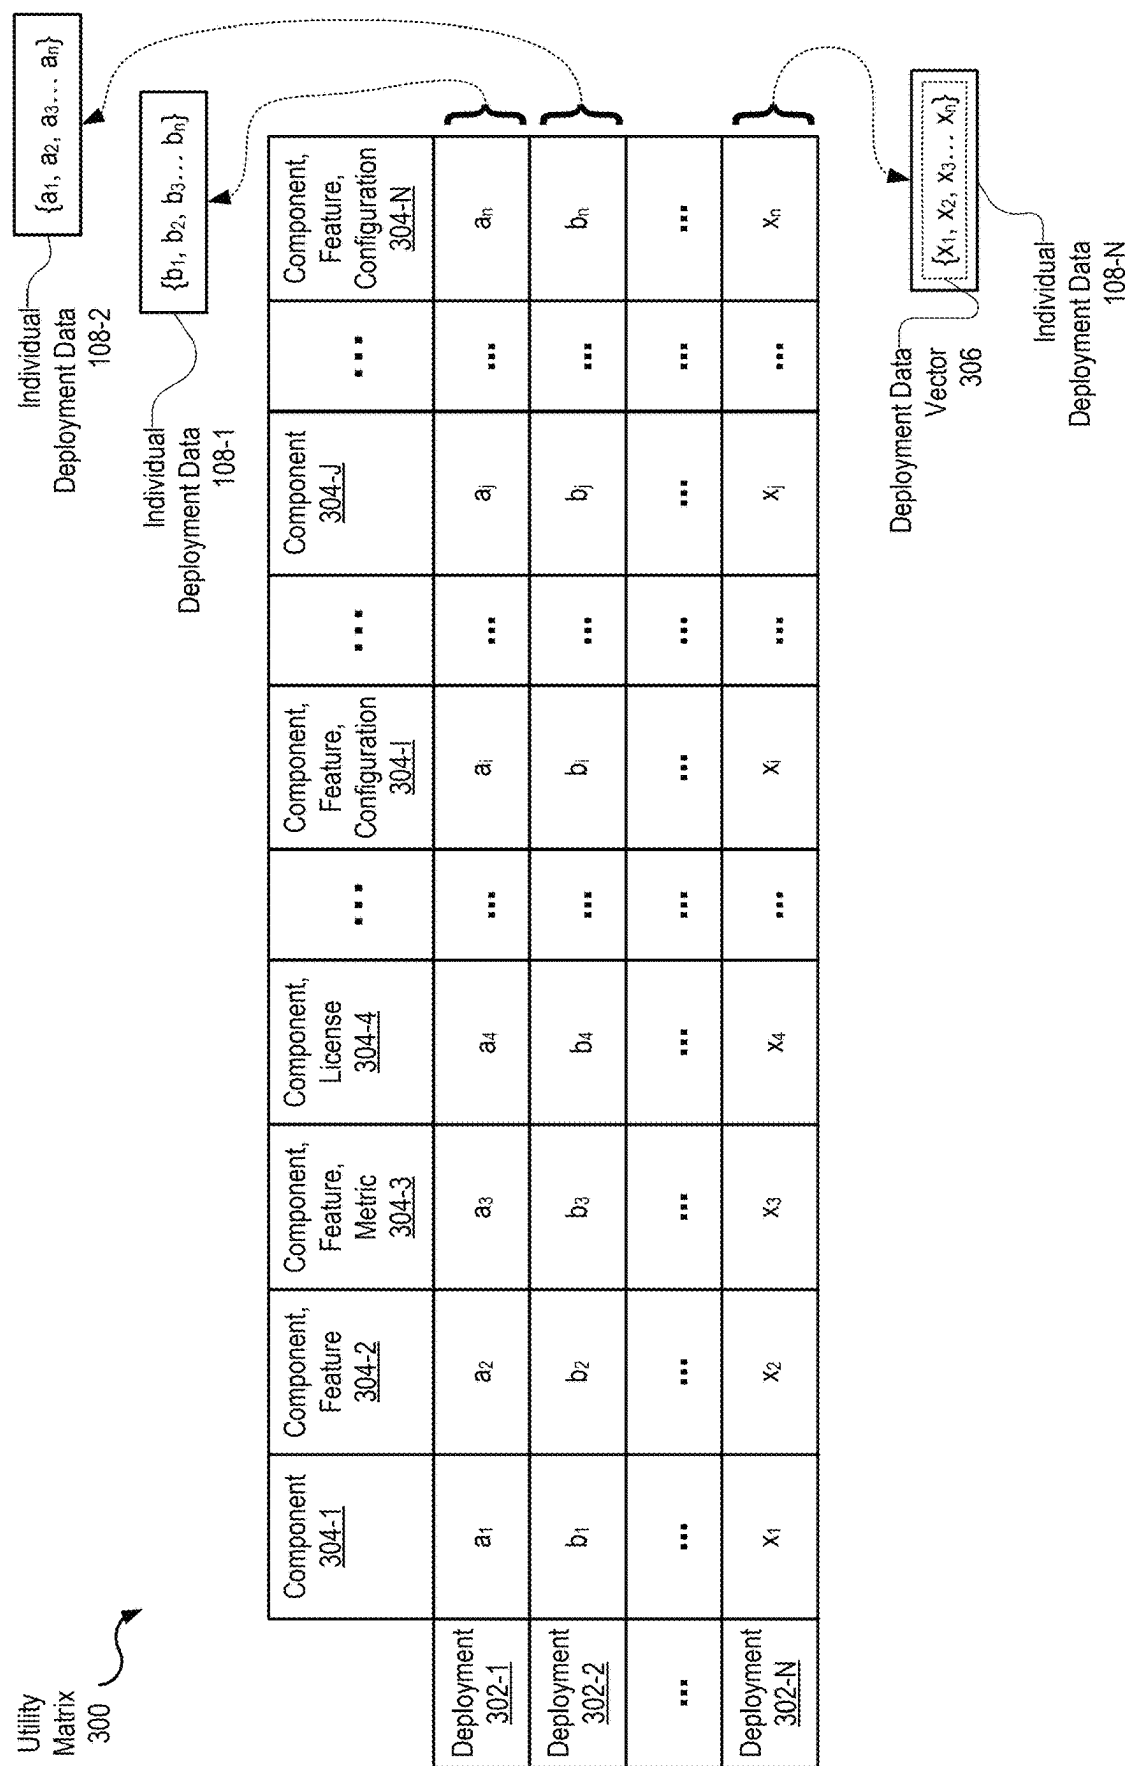 Utility
Matrix
300
Individual
Deployment Data
108-2
{a₁, a₂, a₃... aₙ}
Individual
Deployment Data
108-1
{b₁, b₂, b₃... bₙ}
Component
304-1
Component,
Feature
304-2
Component,
Feature,
Metric
304-3
Component,
License
304-4
...
Component,
Feature,
Configuration
304-I
...
Component
304-J
...
Component,
Feature,
Configuration
304-N
Deployment
302-1
a₁ a₂ a₃ a₄ ... aᵢ ... aⱼ ... aₙ
Deployment
302-2
b₁ b₂ b₃ b₄ ... bᵢ ... bⱼ ... bₙ
... ... ... ... ... ... ... ... ... ...
Deployment
302-N
x₁ x₂ x₃ x₄ ... xᵢ ... xⱼ ... xₙ
Deployment Data
Vector
306
{x₁, x₂, x₃... xₙ}
Individual
Deployment Data
108-N